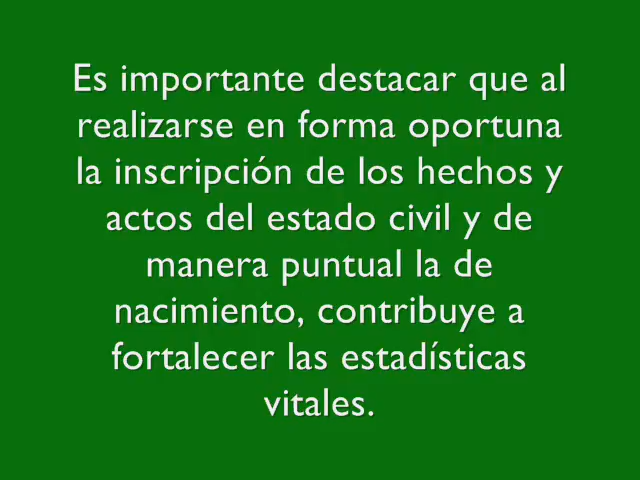 Es importante destacar que al
realizarse en forma oportuna
la inscripción de los hechos y
actos del estado civil y de
manera puntual la de
nacimiento, contribuye a
fortalecer las estadísticas
vitales.